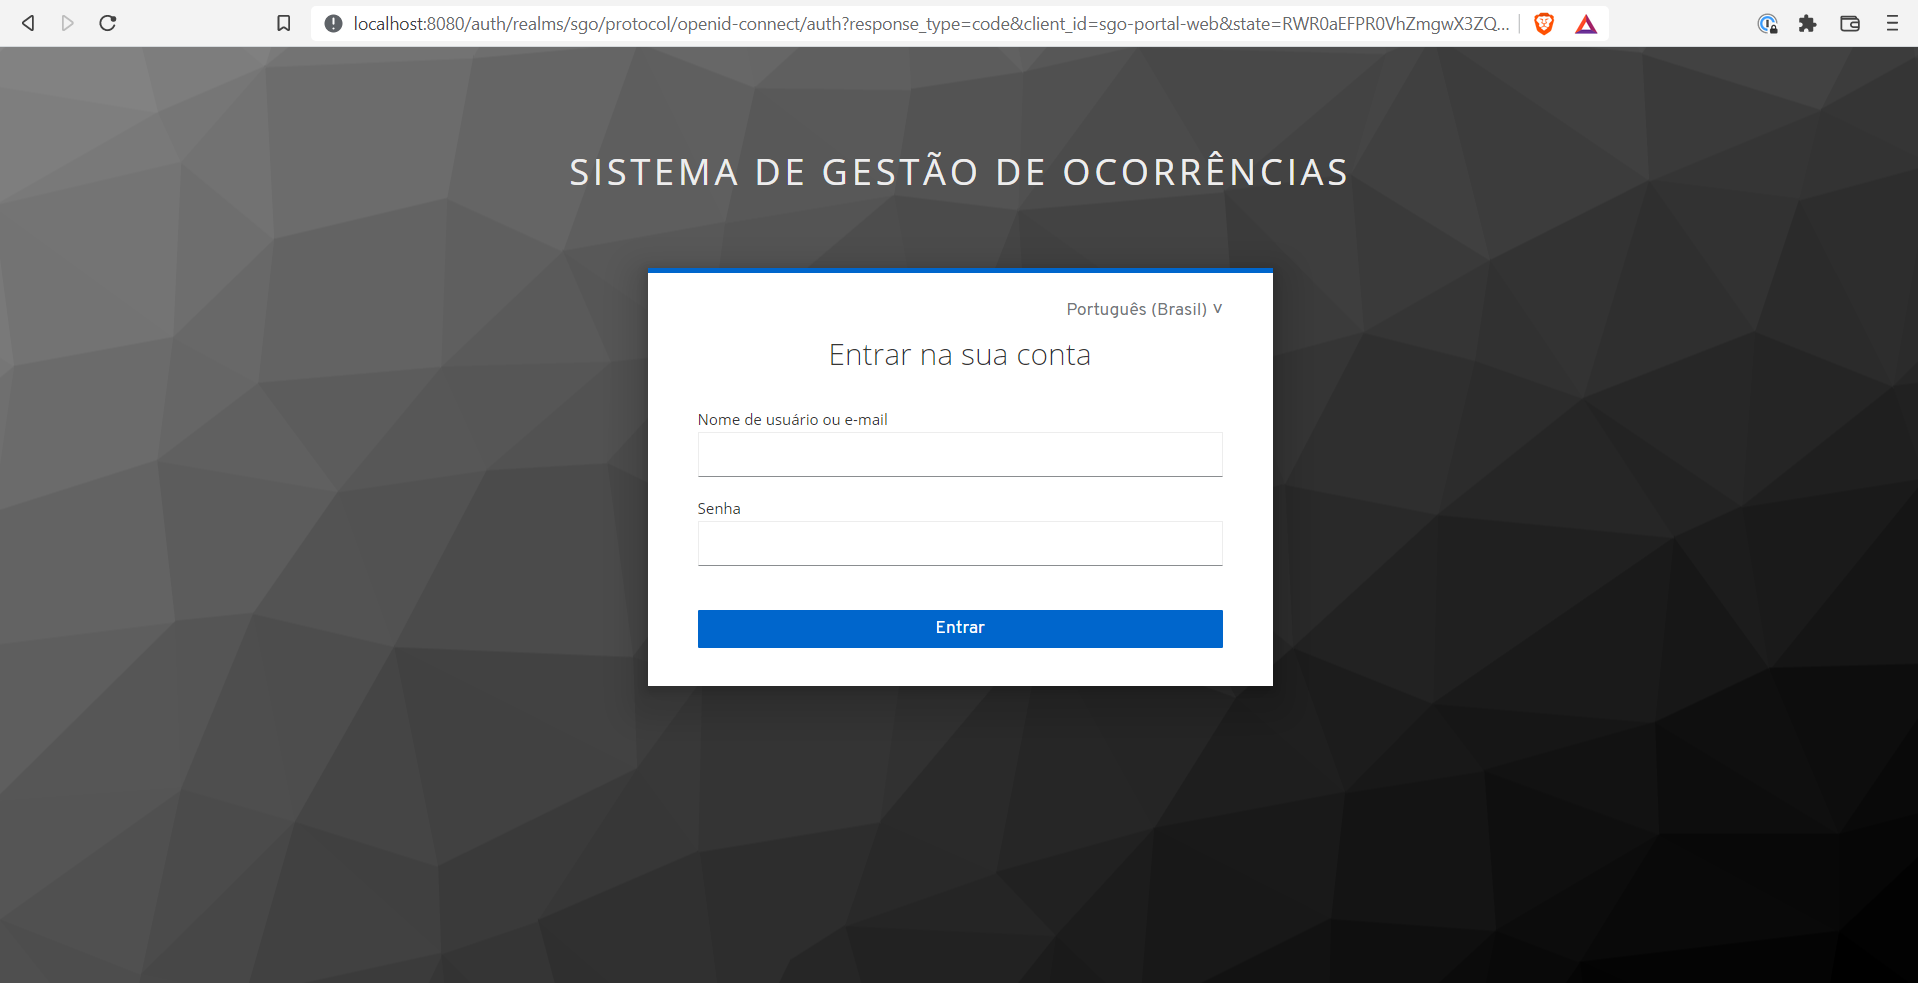 localhost:8080/auth/realms/sgo/protocol/openid-connect/auth?response_type=code&client_id=sgo-portal-web&state=RWR0aEFPR0VhZmgwX3ZQ...
SISTEMA DE GESTÃO DE OCORRÊNCIAS
Português (Brasil)
Entrar na sua conta
Nome de usuário ou e-mail
Senha
Entrar